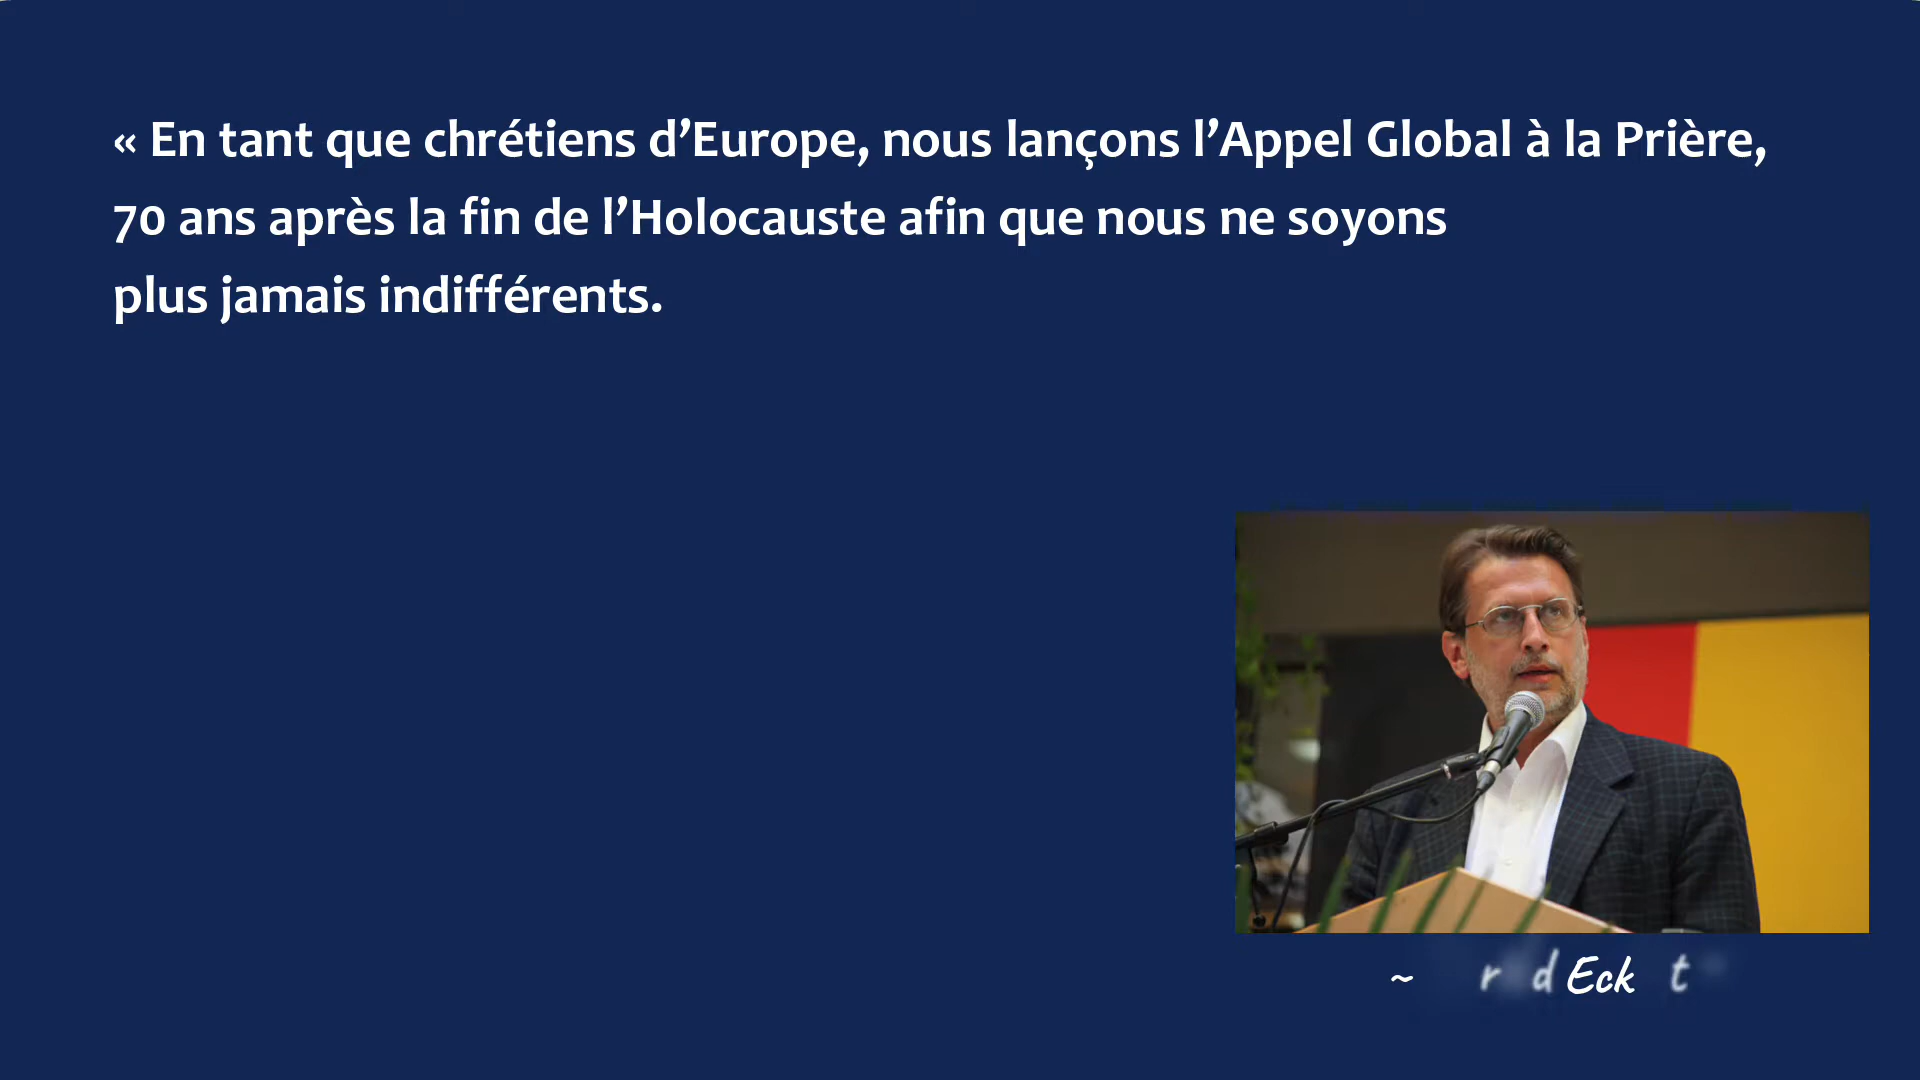 « En tant que chrétiens d’Europe, nous lançons l’Appel Global à la Prière,
70 ans après la fin de l’Holocauste afin que nous ne soyons
plus jamais indifférents.
~